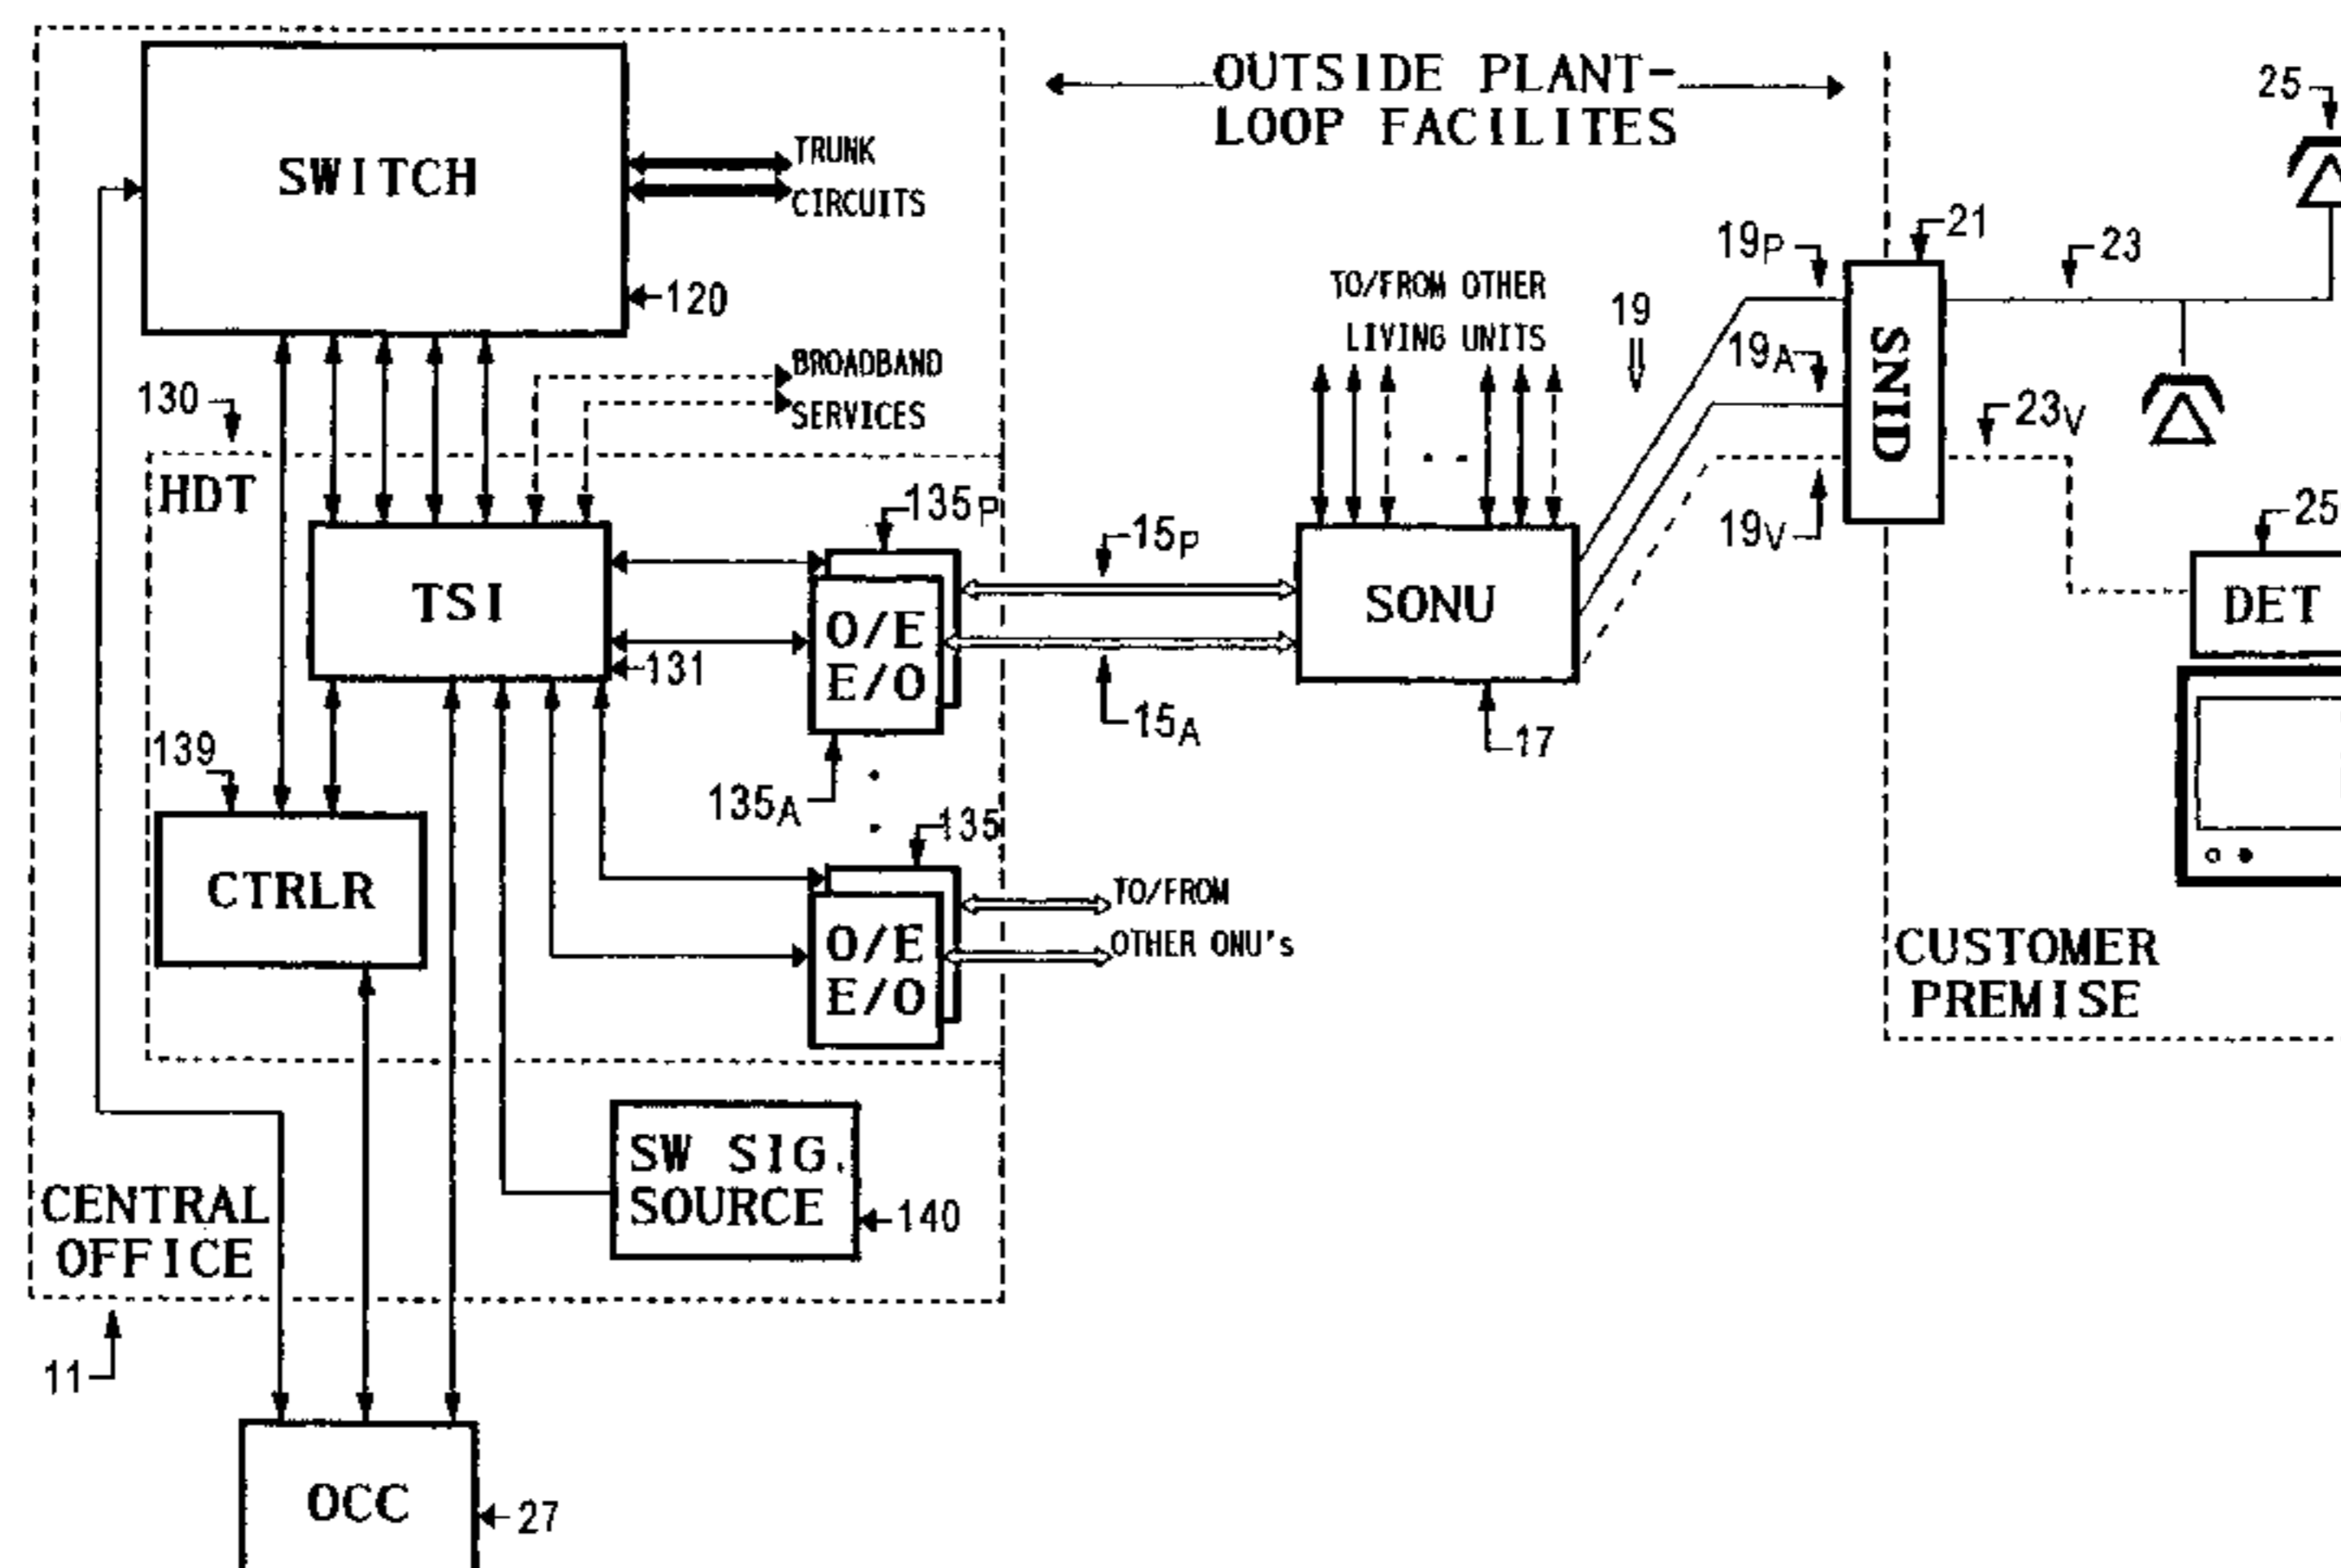 OUTSIDE PLANT-
LOOP FACILITES
25
SWITCH
TRUNK
CIRCUITS
120
19P
21
23
TO/FROM OTHER
LIVING UNITS
19
19A
SNID
BROADBAND
SERVICES
130
23V
HDT
135P
15P
19V
25
TSI
O/E
E/O
SONU
DET
131
15A
17
139
135A
135
CTRLR
O/E
E/O
TO/FROM
OTHER ONU's
CUSTOMER
PREMISE
SW SIG.
SOURCE
140
CENTRAL
OFFICE
11
OCC
27